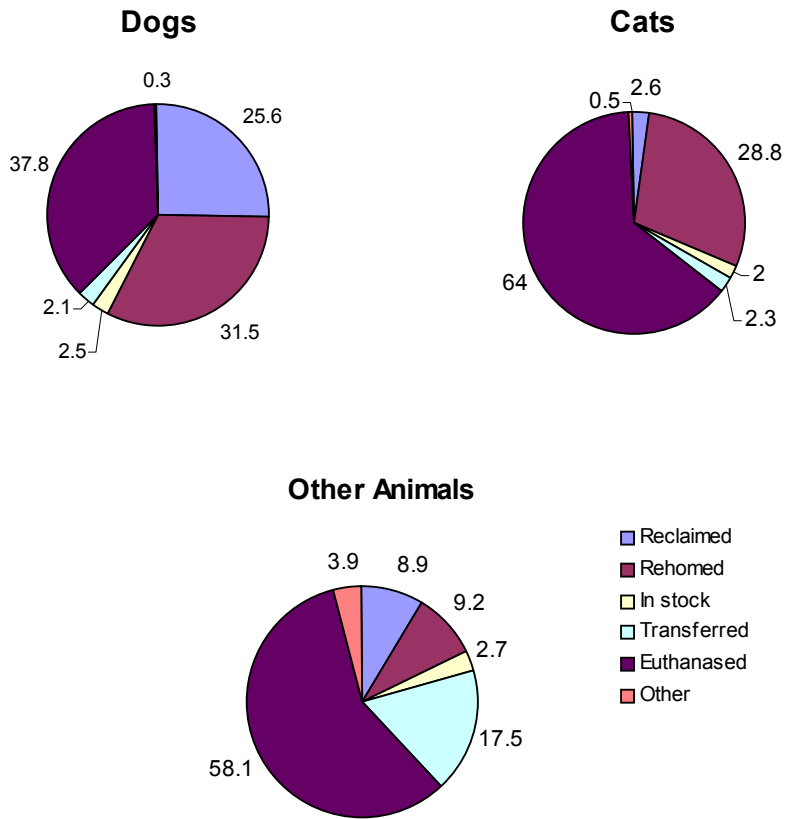 Dogs
0.3
25.6
37.8
2.1
2.5
31.5
Cats
0.5
2.6
28.8
2
2.3
64
Other Animals
3.9
8.9
9.2
2.7
17.5
58.1
Reclaimed
Rehomed
In stock
Transferred
Euthanased
Other